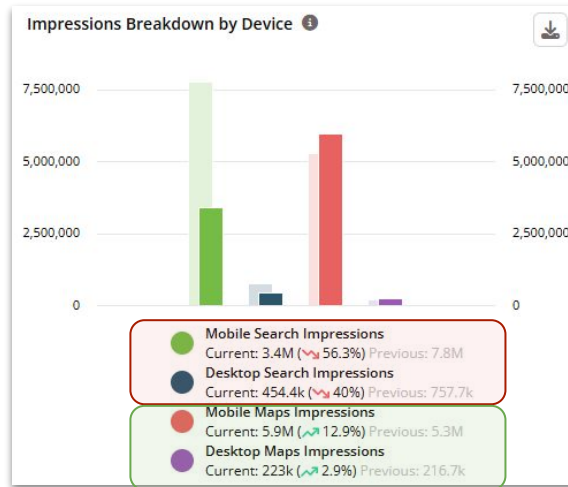 Impressions Breakdown by Device
7,500,000 7,500,000
5,000,000 5,000,000
2,500,000 2,500,000
0 0
Mobile Search Impressions
Current: 3.4M (56.3%) Previous: 7.8M
Desktop Search Impressions
Current: 454.4k (40%) Previous: 757.7k
Mobile Maps Impressions
Current: 5.9M (12.9%) Previous: 5.3M
Desktop Maps Impressions
Current: 223k (2.9%) Previous: 216.7k